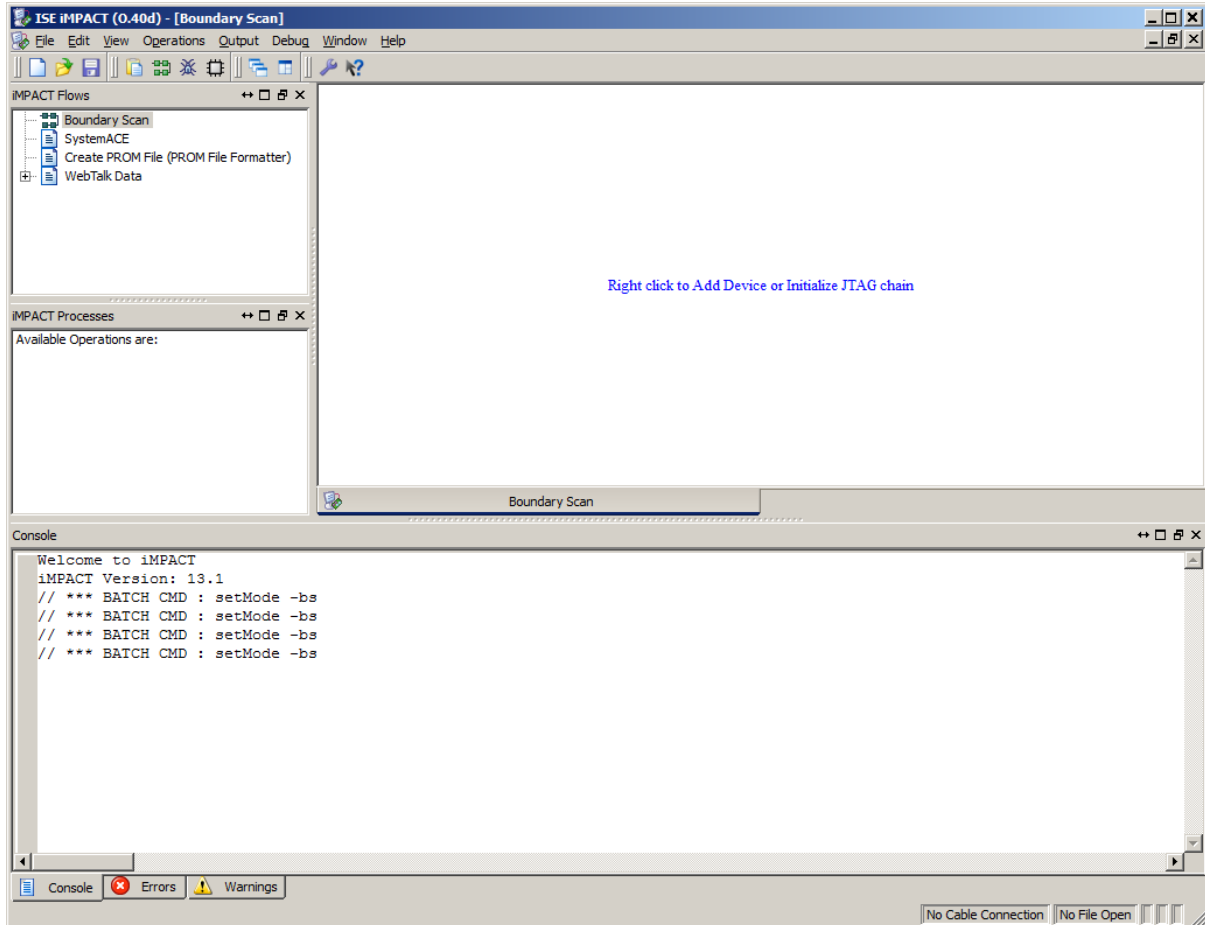 ISE iMPACT (O.40d) - [Boundary Scan]
File Edit View Operations Output Debug Window Help
iMPACT Flows
Boundary Scan
SystemACE
Create PROM File (PROM File Formatter)
WebTalk Data
Right click to Add Device or Initialize JTAG chain
iMPACT Processes
Available Operations are:
Boundary Scan
Console
Welcome to iMPACT
iMPACT Version: 13.1
// *** BATCH CMD : setMode -bs
// *** BATCH CMD : setMode -bs
// *** BATCH CMD : setMode -bs
// *** BATCH CMD : setMode -bs
Console Errors Warnings
No Cable Connection No File Open